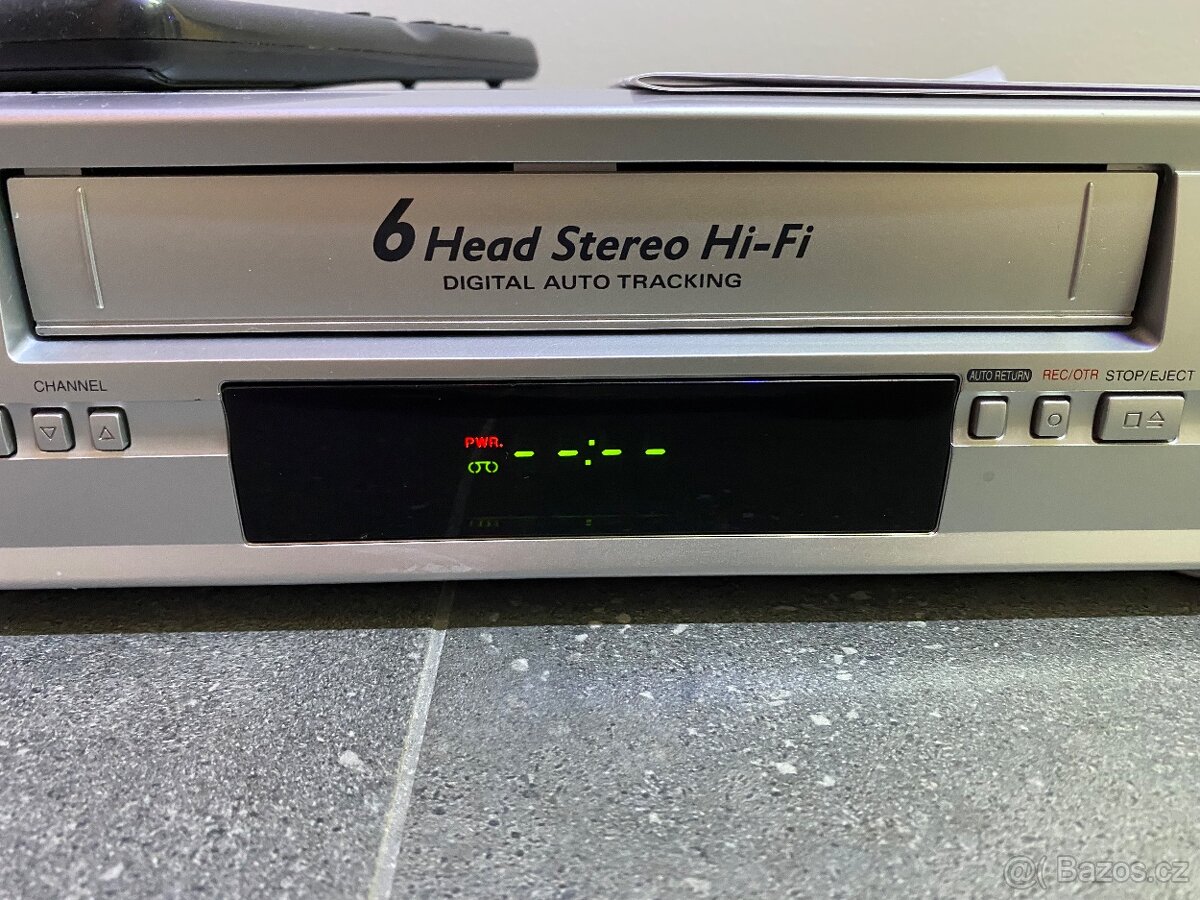 6 Head Stereo Hi-Fi
DIGITAL AUTO TRACKING
CHANNEL
AUTO RETURN
REC/OTR
STOP/EJECT
PWR.
- -:- -
@( Bazos.cz